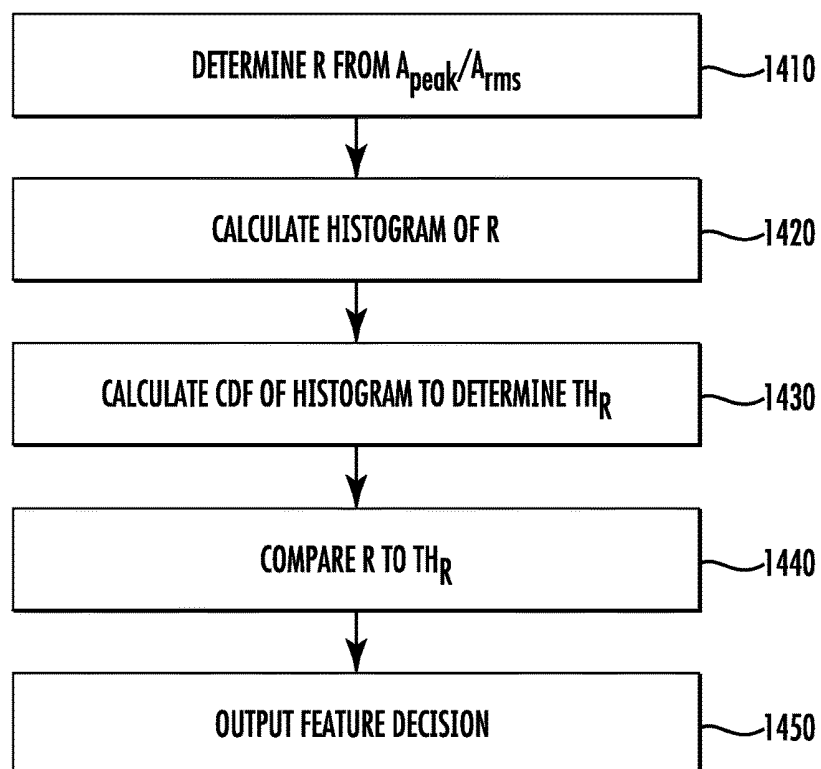 DETERMINE R FROM Apeak/Arms
1410
CALCULATE HISTOGRAM OF R
1420
CALCULATE CDF OF HISTOGRAM TO DETERMINE THR
1430
COMPARE R TO THR
1440
OUTPUT FEATURE DECISION
1450